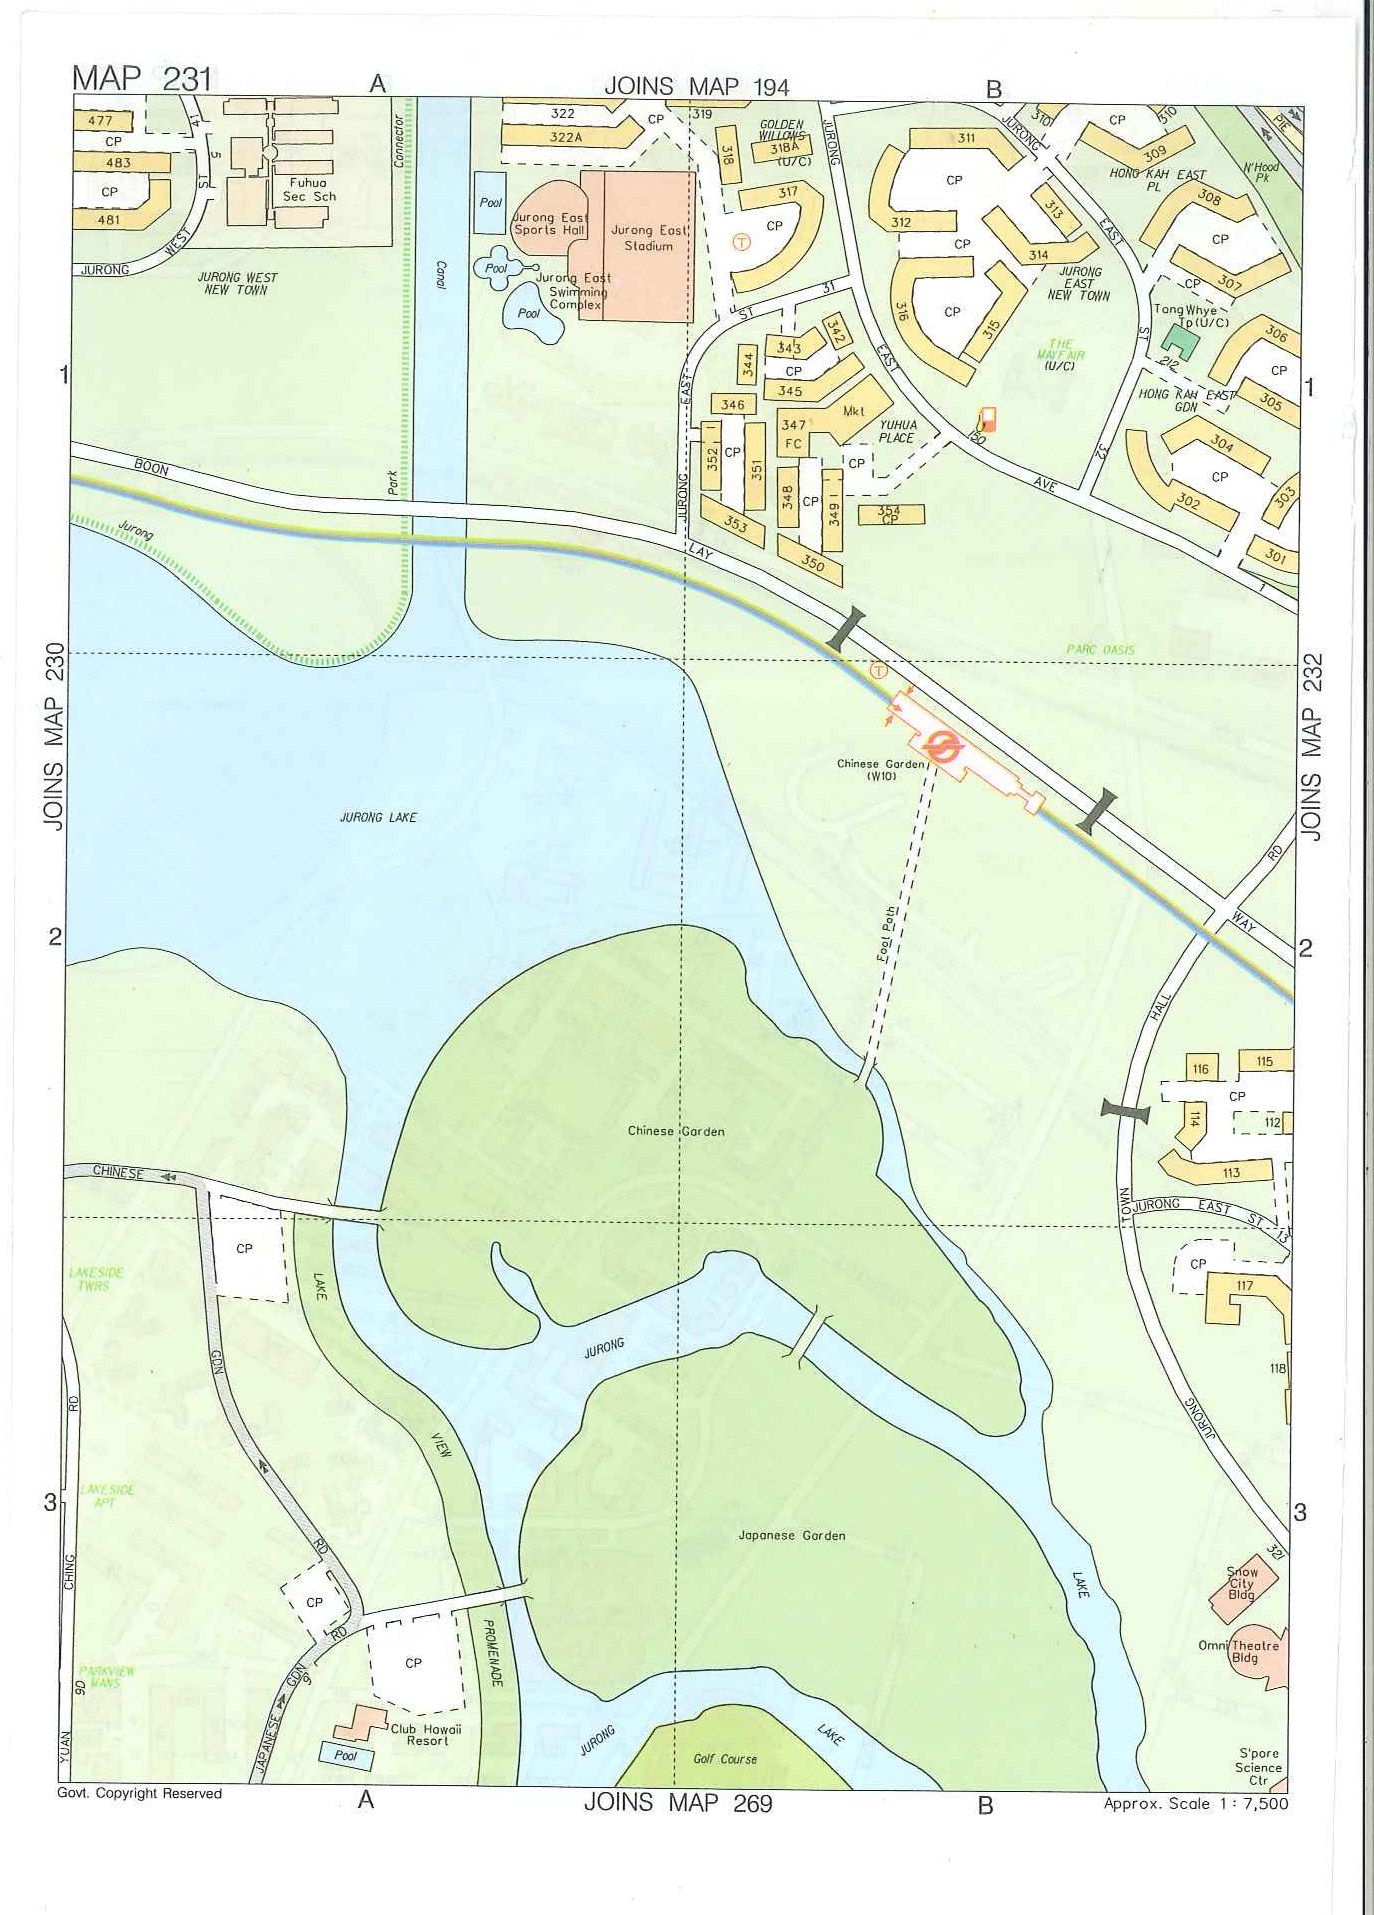 MAP 231
A
JOINS MAP 194
B
477
CP
483
CP
481
41
5
ST
WEST
JURONG
Fuhua
Sec Sch
JURONG WEST
NEW TOWN
Connector
Park
Canal
322
322A
CP
319
Pool
Pool
Pool
Jurong East
Sports Hall
Jurong East
Stadium
Jurong East
Swimming
Complex
318
GOLDEN
WILLOWS
318A
(U/C)
317
CP
T
JURONG
EAST
AVE
1
311
CP
312
CP
313
314
316
CP
315
310
JURONG
EAST
ST
32
CP
310
309
PIE
HONG KAH EAST
PL
N'Hood
Pk
308
CP
307
CP
JURONG
EAST
NEW TOWN
Tong Whye
Tp(U/C)
212
306
CP
305
HONG KAH EAST
GDN
304
CP
302
303
301
THE
MAYFAIR
(U/C)
150
ST
31
EAST
JURONG
342
343
CP
344
345
346
347
FC
Mkt
YUHUA
PLACE
352
CP
351
348
CP
349
CP
353
350
354
CP
1
1
BOON
LAY
WAY
Jurong
JOINS MAP 230
JOINS MAP 232
PARC OASIS
T
Chinese Garden
(W10)
JURONG LAKE
Foot Path
2
2
RD
HALL
TOWN
JURONG
116
115
CP
114
112
113
JURONG EAST ST
13
CP
117
118
Chinese Garden
CHINESE
GDN
RD
CP
LAKE
VIEW
PROMENADE
LAKESIDE
TWRS
LAKESIDE
APT
PARKVIEW
MANS
RD
CHING
YUAN
9D
JURONG
LAKE
3
3
Japanese Garden
CP
CP
JAPANESE
GDN
RD
9
Club Hawaii
Resort
Pool
JURONG
LAKE
Golf Course
321
Snow
City
Bldg
Omni Theatre
Bldg
S'pore
Science
Ctr
Govt. Copyright Reserved
A
JOINS MAP 269
B
Approx. Scale 1 : 7,500